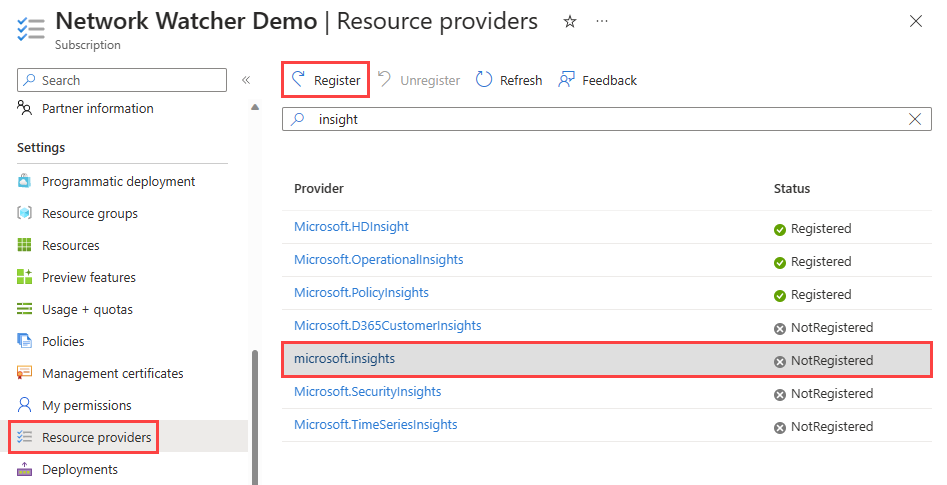 Network Watcher Demo | Resource providers ☆ ···
Subscription
Search «
Partner information
Settings
Programmatic deployment
Resource groups
Resources
Preview features
Usage + quotas
Policies
Management certificates
My permissions
Resource providers
Deployments
Register Unregister Refresh Feedback
insight
Provider Status
Microsoft.HDInsight Registered
Microsoft.OperationalInsights Registered
Microsoft.PolicyInsights Registered
Microsoft.D365CustomerInsights NotRegistered
microsoft.insights NotRegistered
Microsoft.SecurityInsights NotRegistered
Microsoft.TimeSeriesInsights NotRegistered